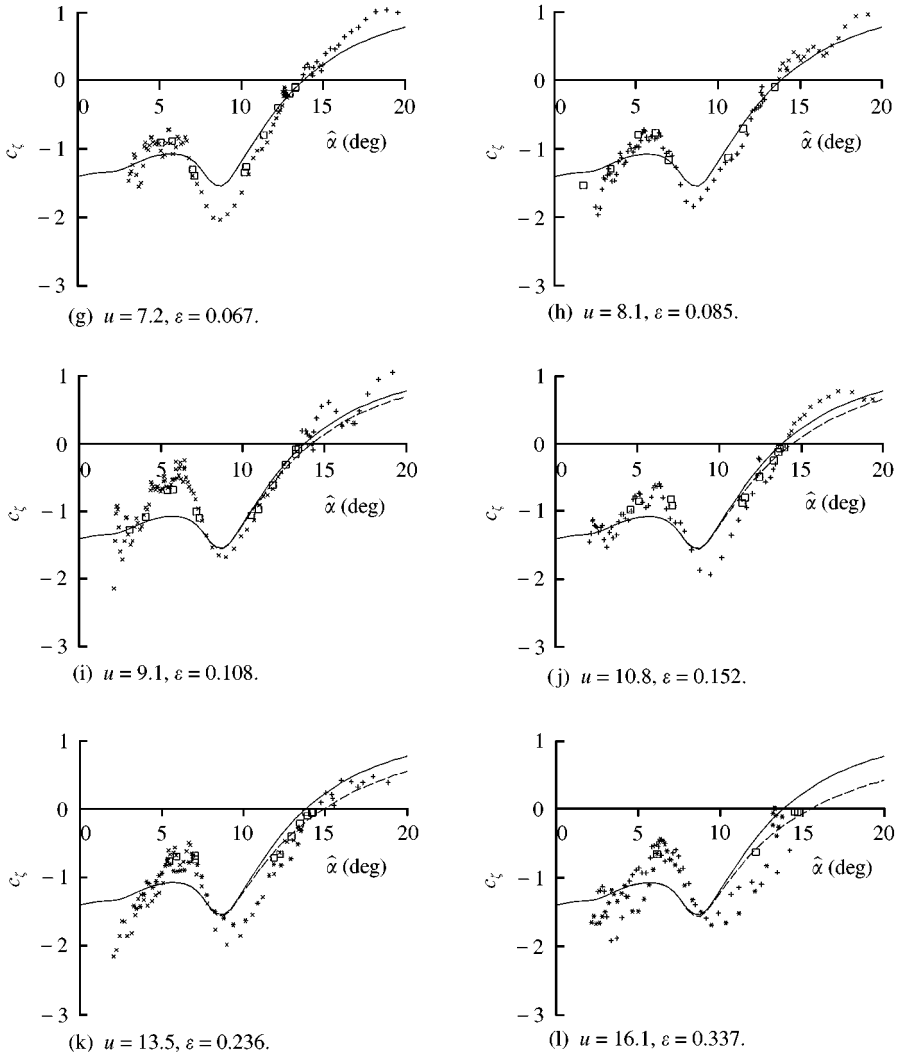 1
0
−1
−2
−3
0 5 10 15 20
α̂ (deg)
c_ζ
(g) u = 7.2, ε = 0.067.
1
0
−1
−2
−3
0 5 10 15 20
α̂ (deg)
c_ζ
(h) u = 8.1, ε = 0.085.
1
0
−1
−2
−3
0 5 10 15 20
α̂ (deg)
c_ζ
(i) u = 9.1, ε = 0.108.
1
0
−1
−2
−3
0 5 10 15 20
α̂ (deg)
c_ζ
(j) u = 10.8, ε = 0.152.
1
0
−1
−2
−3
0 5 10 15 20
α̂ (deg)
c_ζ
(k) u = 13.5, ε = 0.236.
1
0
−1
−2
−3
0 5 10 15 20
α̂ (deg)
c_ζ
(l) u = 16.1, ε = 0.337.